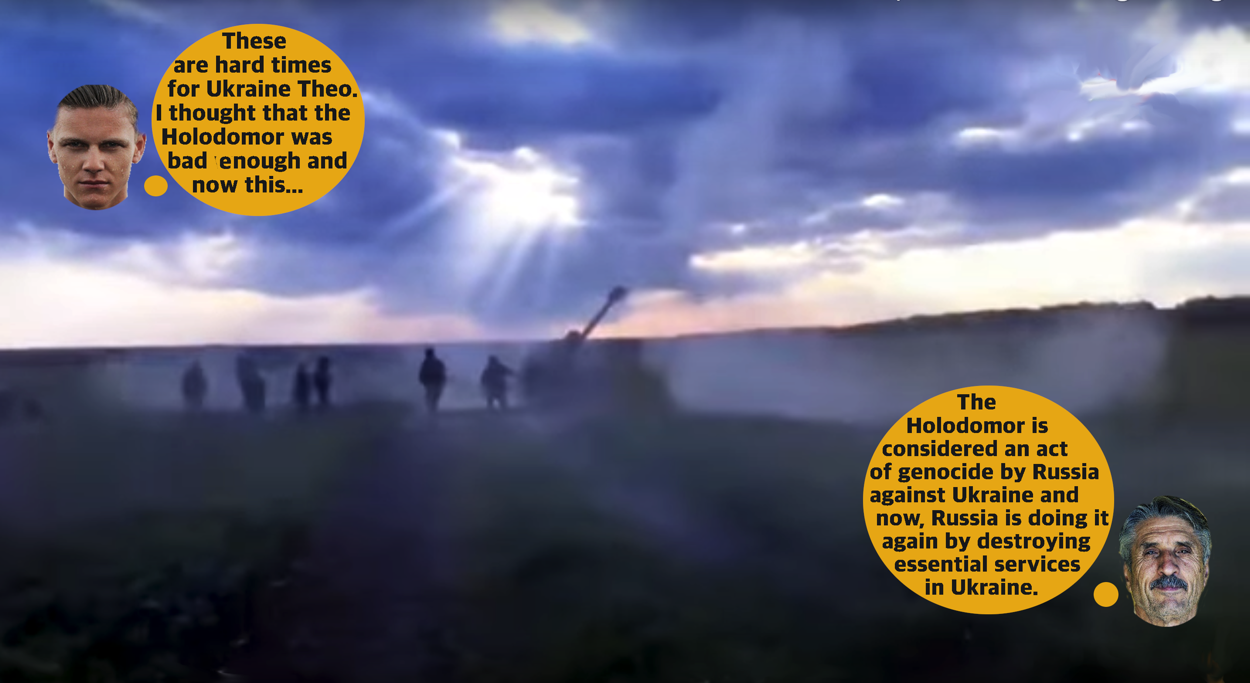 These
are hard times
for Ukraine Theo.
I thought that the
Holodomor was
bad enough and
now this...
The
Holodomor is
considered an act
of genocide by Russia
against Ukraine and
now, Russia is doing it
again by destroying
essential services
in Ukraine.